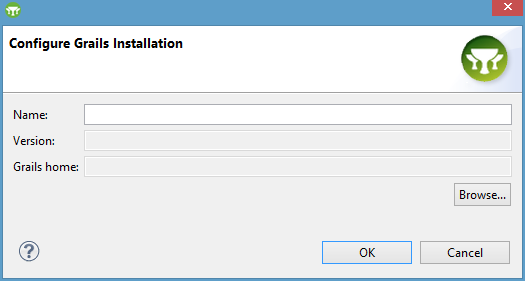 Configure Grails Installation
Name:
Version:
Grails home:
Browse...
?
OK
Cancel